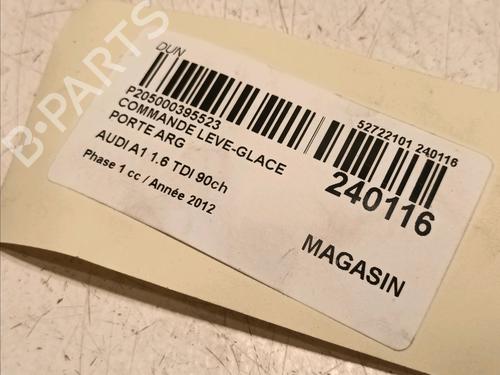 B-PARTS
DUN
P205000395523
52722101 240116
COMMANDE LEVE-GLACE
PORTE ARG
240116
AUDI A1 1.6 TDI 90ch
Phase 1 cc / Année 2012
MAGASIN